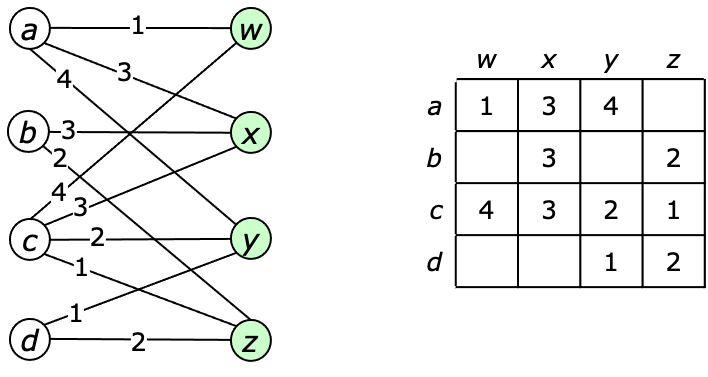 a 1 w
3
4
b 3 x
2
4
3
c 2 y
1
1
d 2 z
w x y z
a 1 3 4
b 3 2
c 4 3 2 1
d 1 2